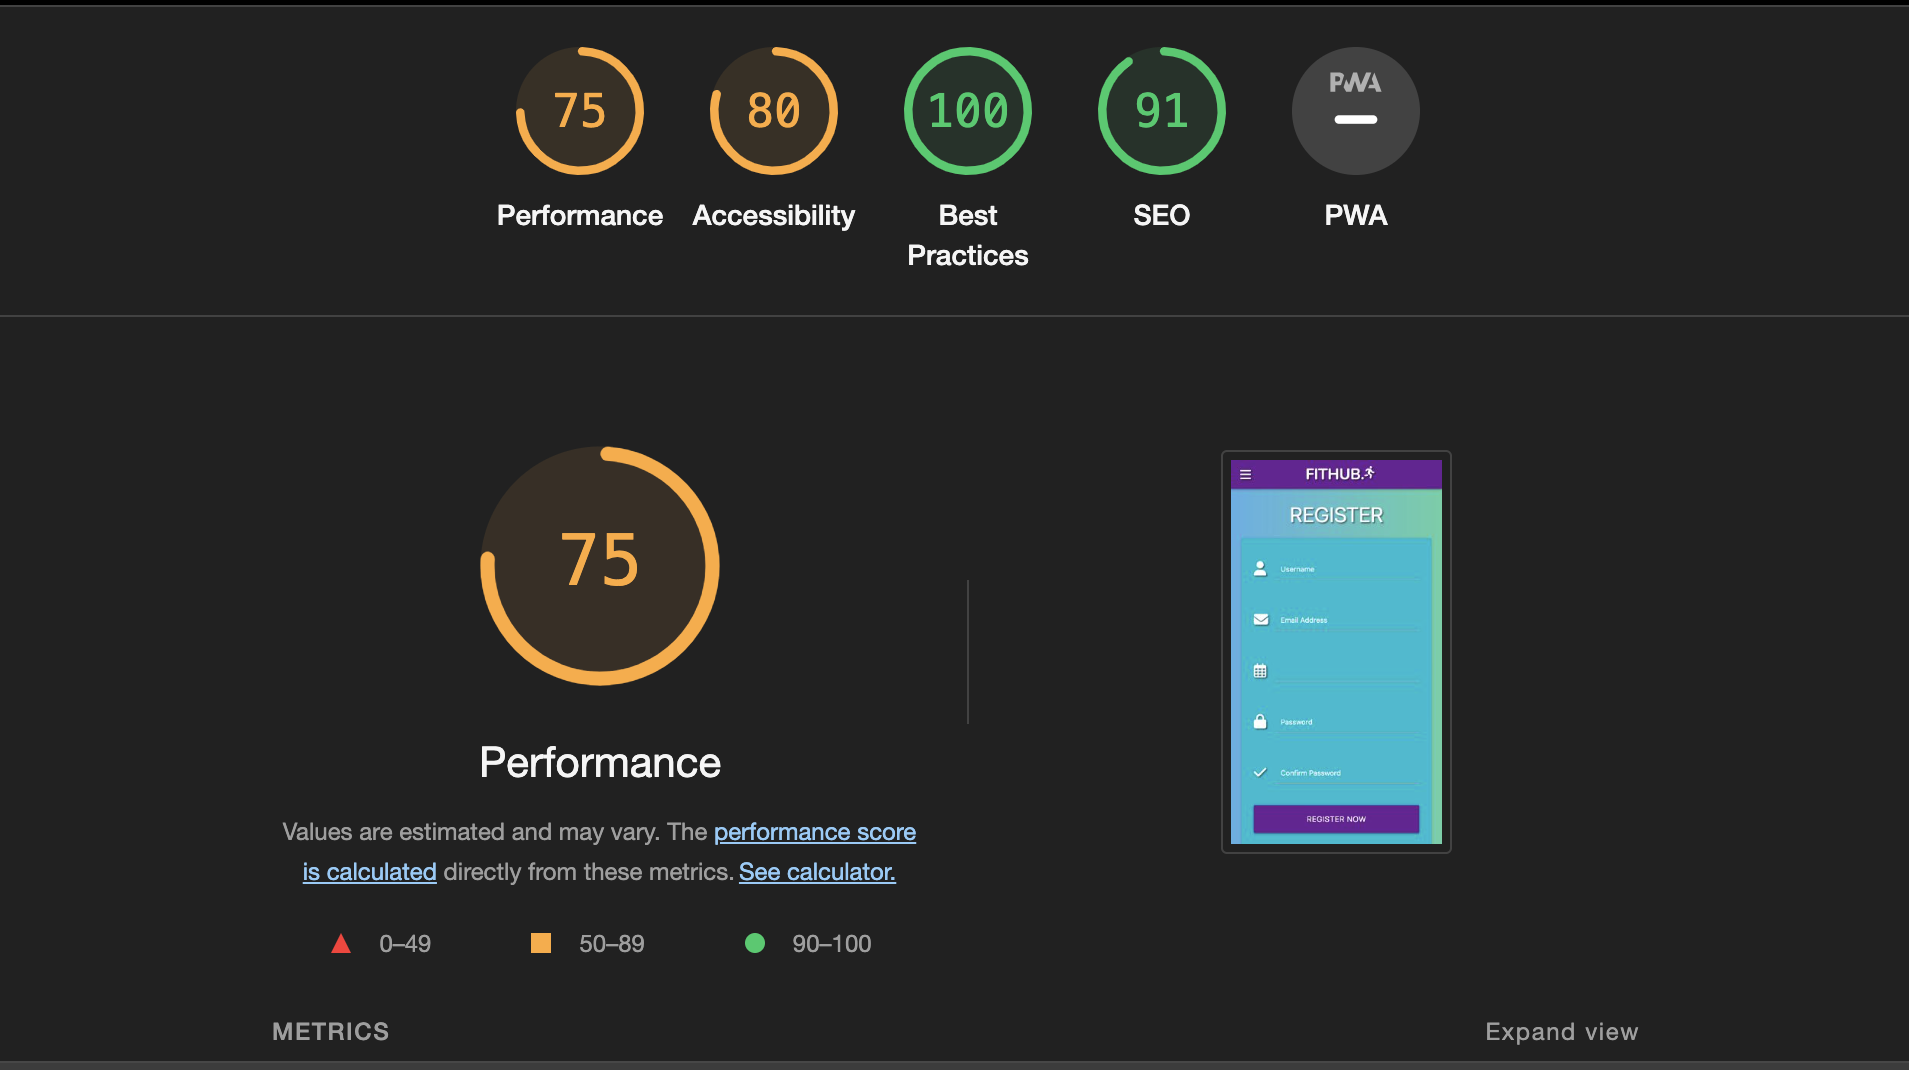 75
80
100
91
PWA
Performance
Accessibility
Best
Practices
SEO
PWA
75
Performance
Values are estimated and may vary. The performance score
is calculated directly from these metrics. See calculator.
0–49
50–89
90–100
FITHUB.
REGISTER
Username
Email Address
Password
Confirm Password
REGISTER NOW
METRICS
Expand view